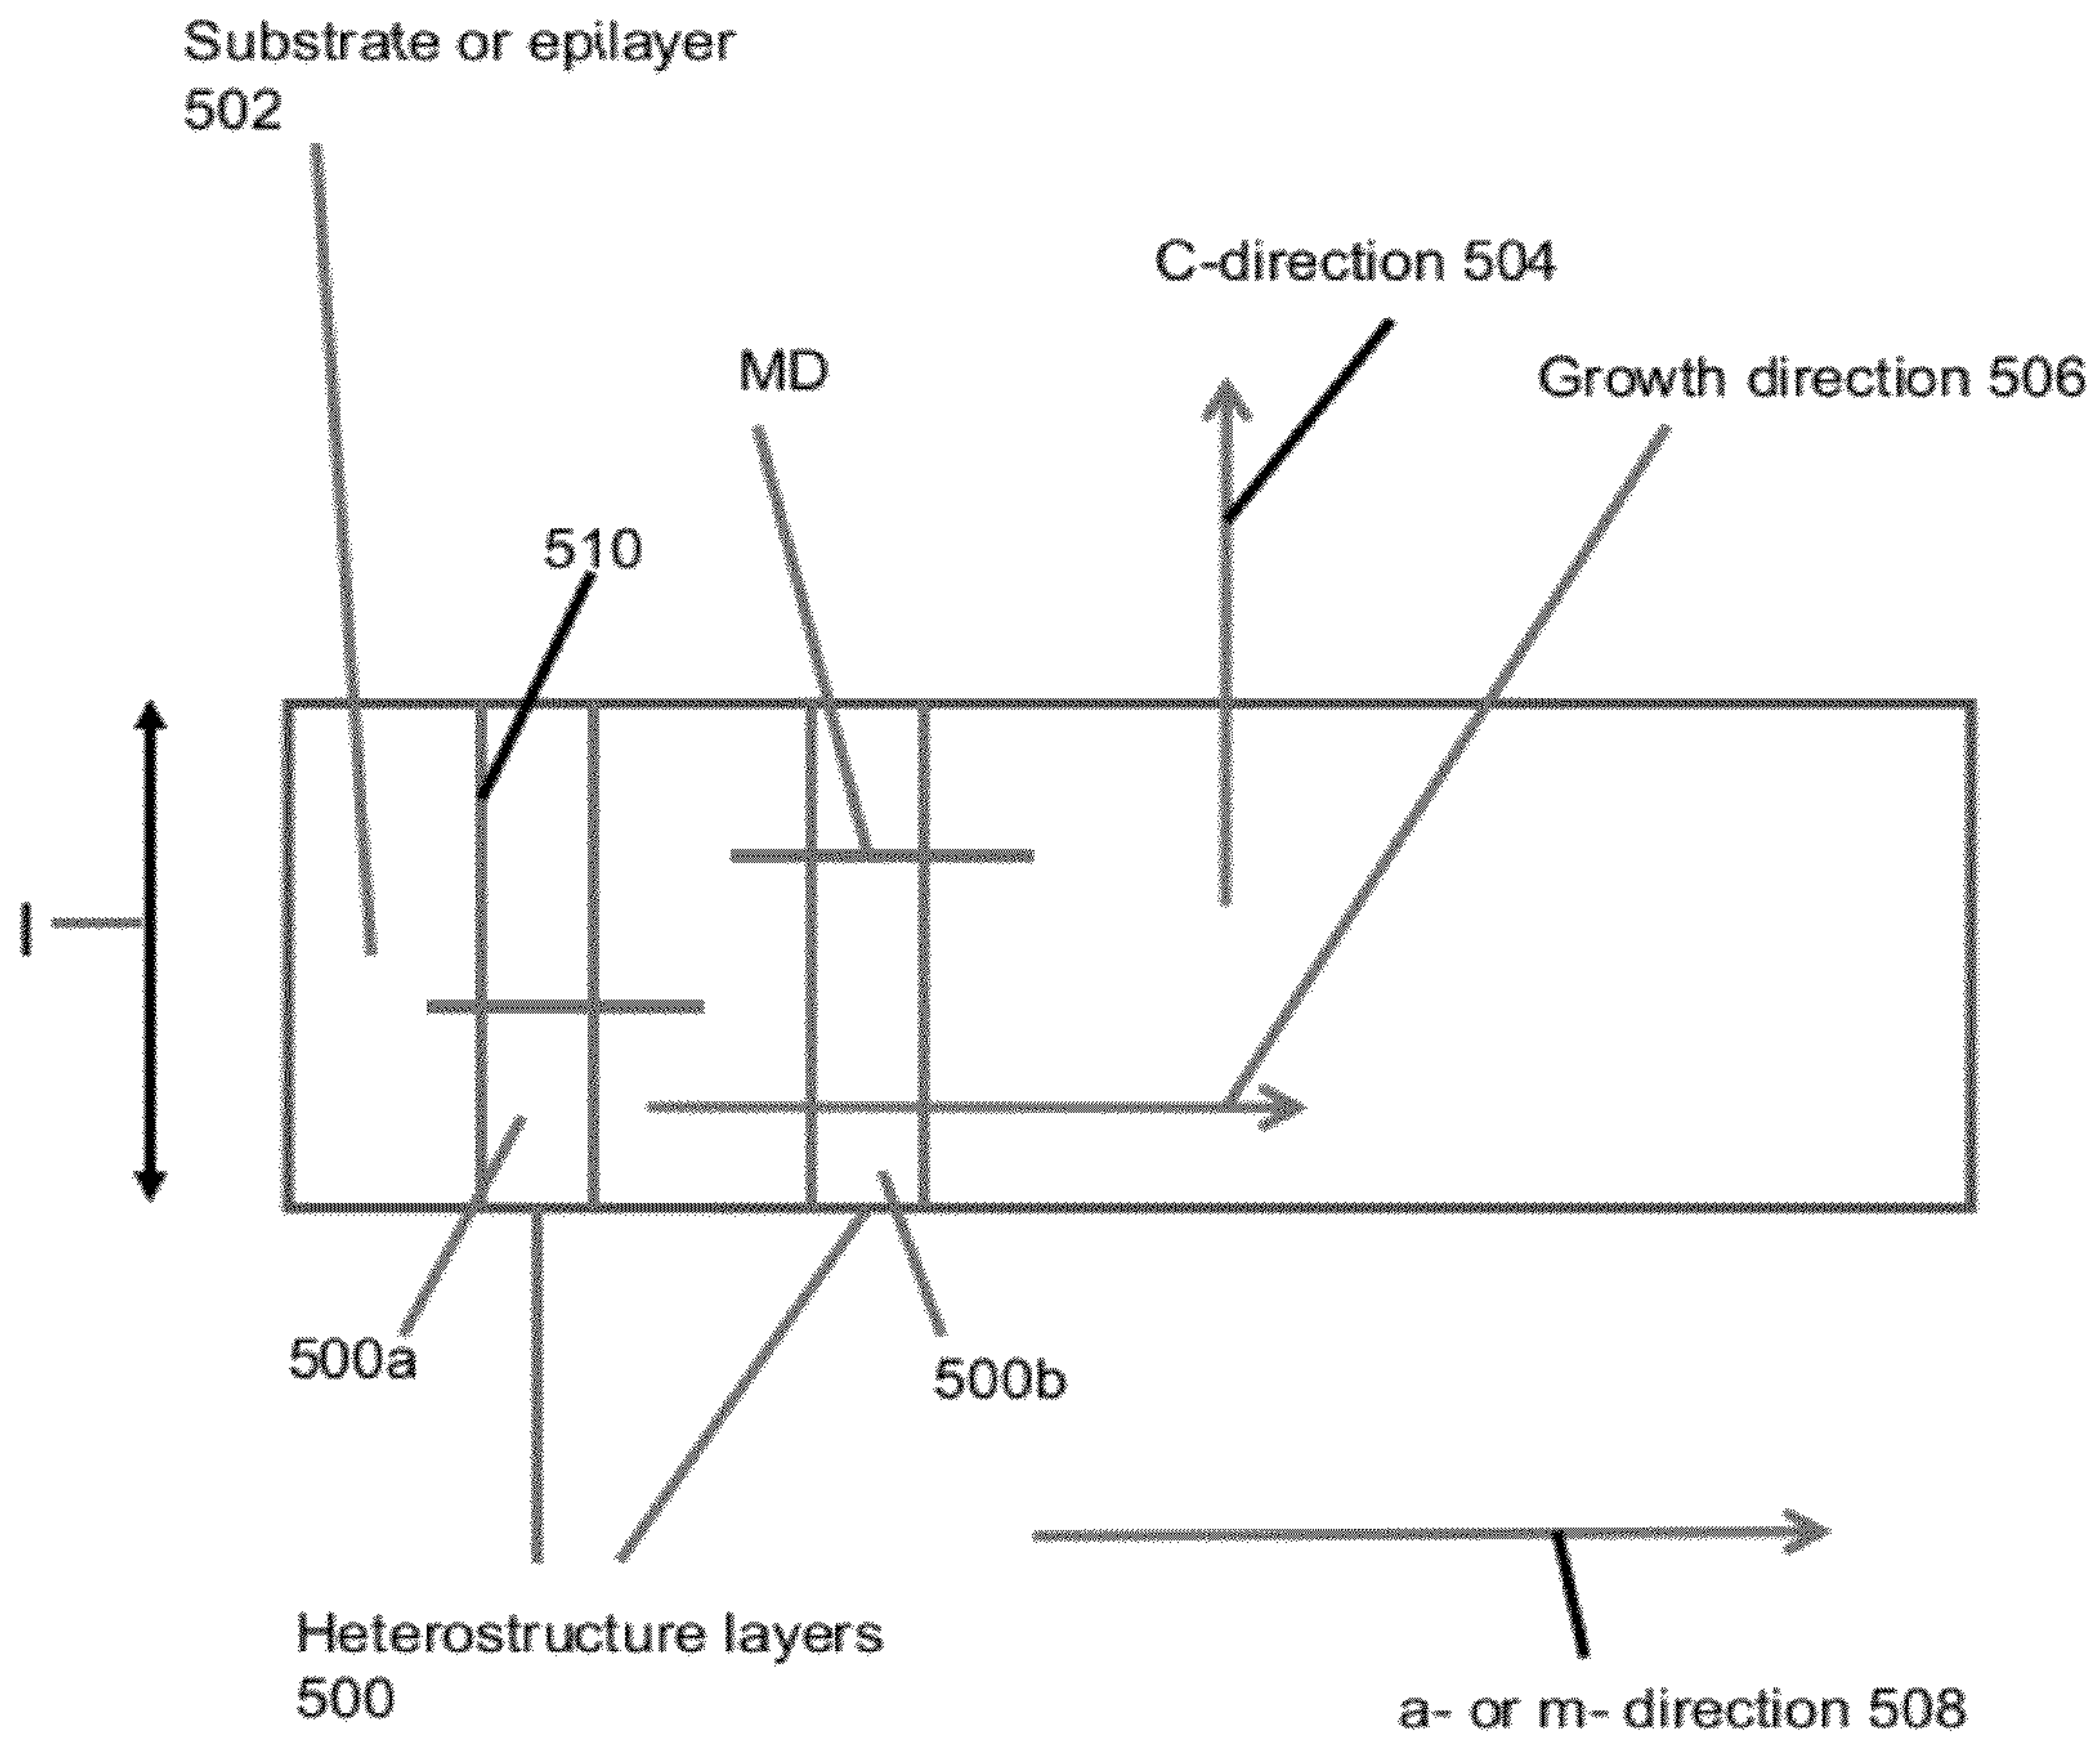 Substrate or epilayer
502
C-direction 504
MD
Growth direction 506
510
l
500a
500b
Heterostructure layers
500
a- or m- direction 508